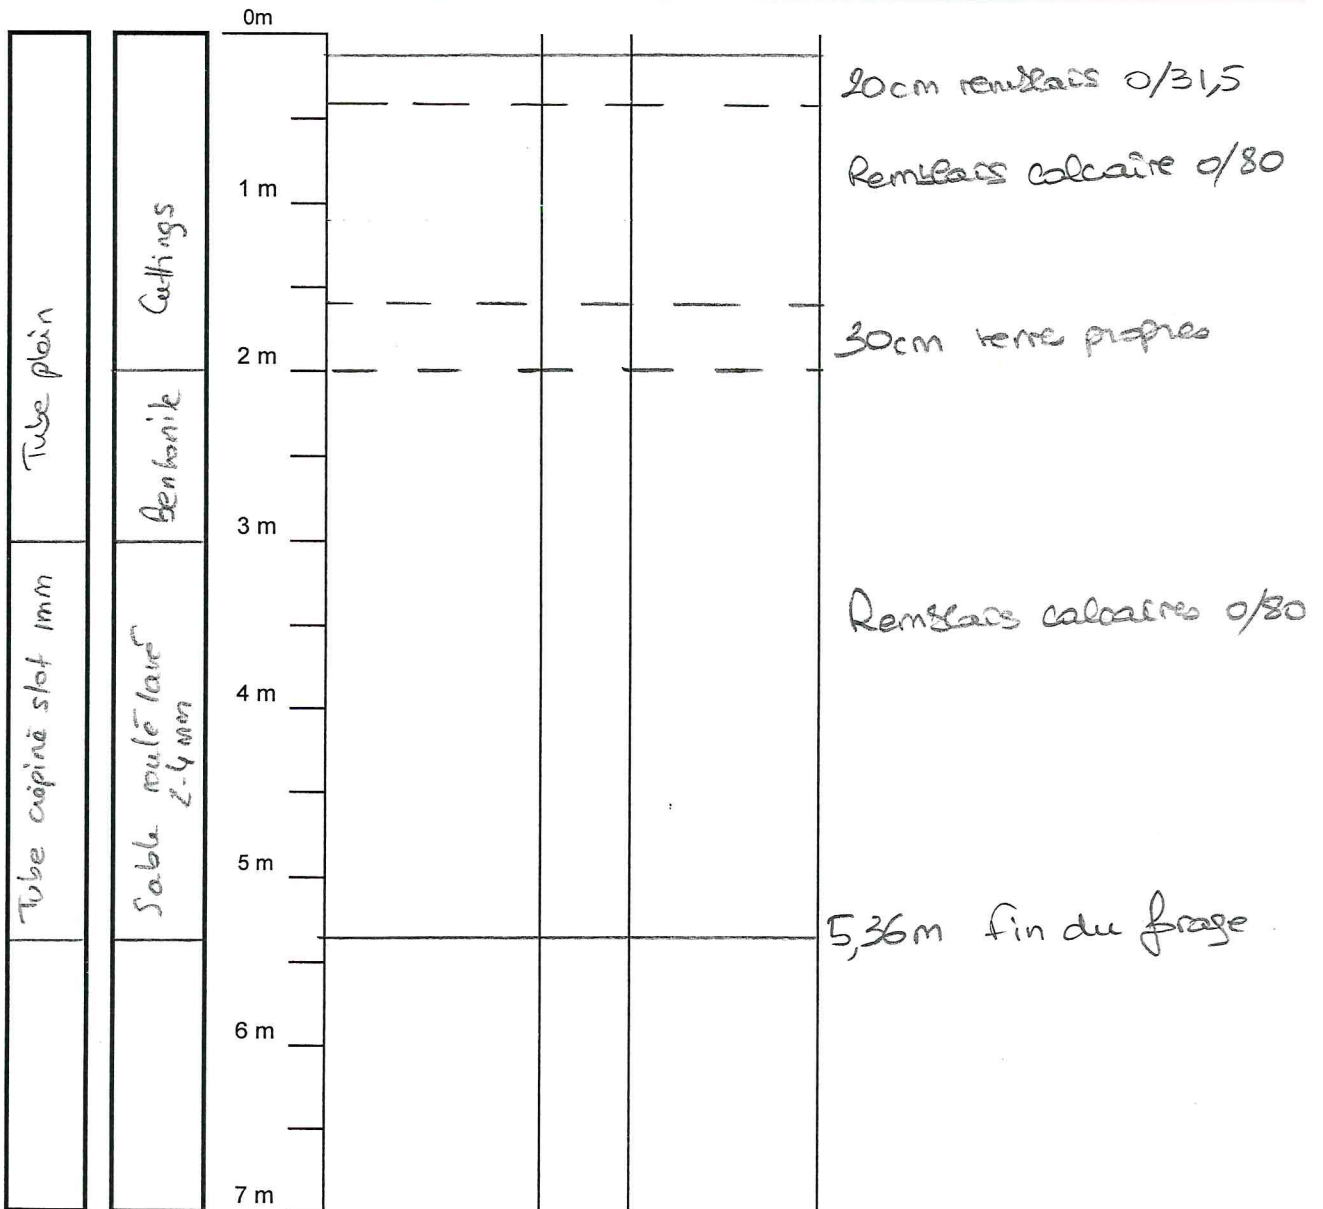 0m
20cm remblais 0/31,5
Remblais calcaire 0/80
1 m
Cuttings
30cm terre propres
2 m
Tube plein
Bentonite
3 m
Remblais calcaires 0/80
Tube crépiné slot 1mm
Sable roulé lavé
2-4 mm
4 m
5 m
5,36m fin du forage
6 m
7 m